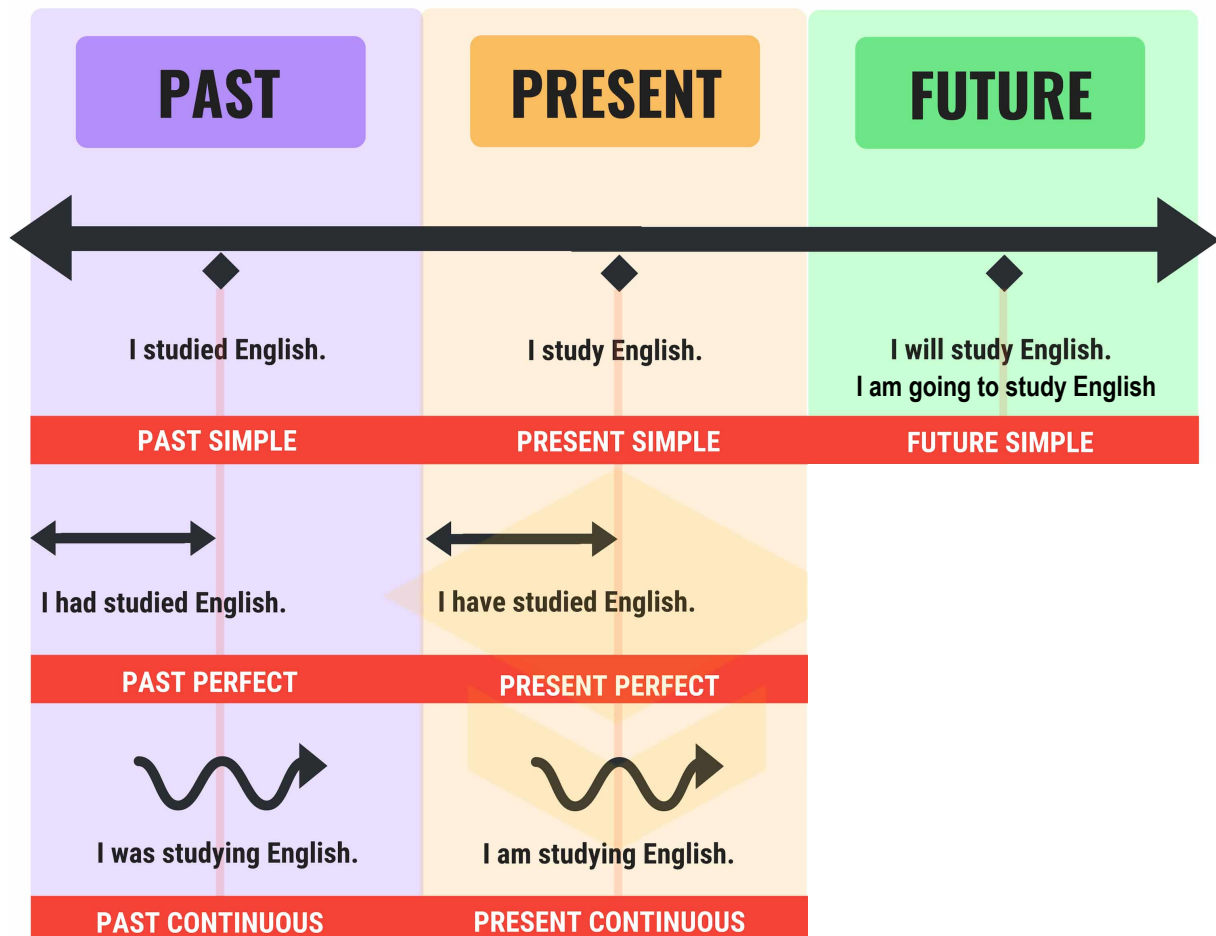 PAST
PRESENT
FUTURE
I studied English.
I study English.
I will study English.
I am going to study English
PAST SIMPLE
PRESENT SIMPLE
FUTURE SIMPLE
I had studied English.
I have studied English.
PAST PERFECT
PRESENT PERFECT
I was studying English.
I am studying English.
PAST CONTINUOUS
PRESENT CONTINUOUS